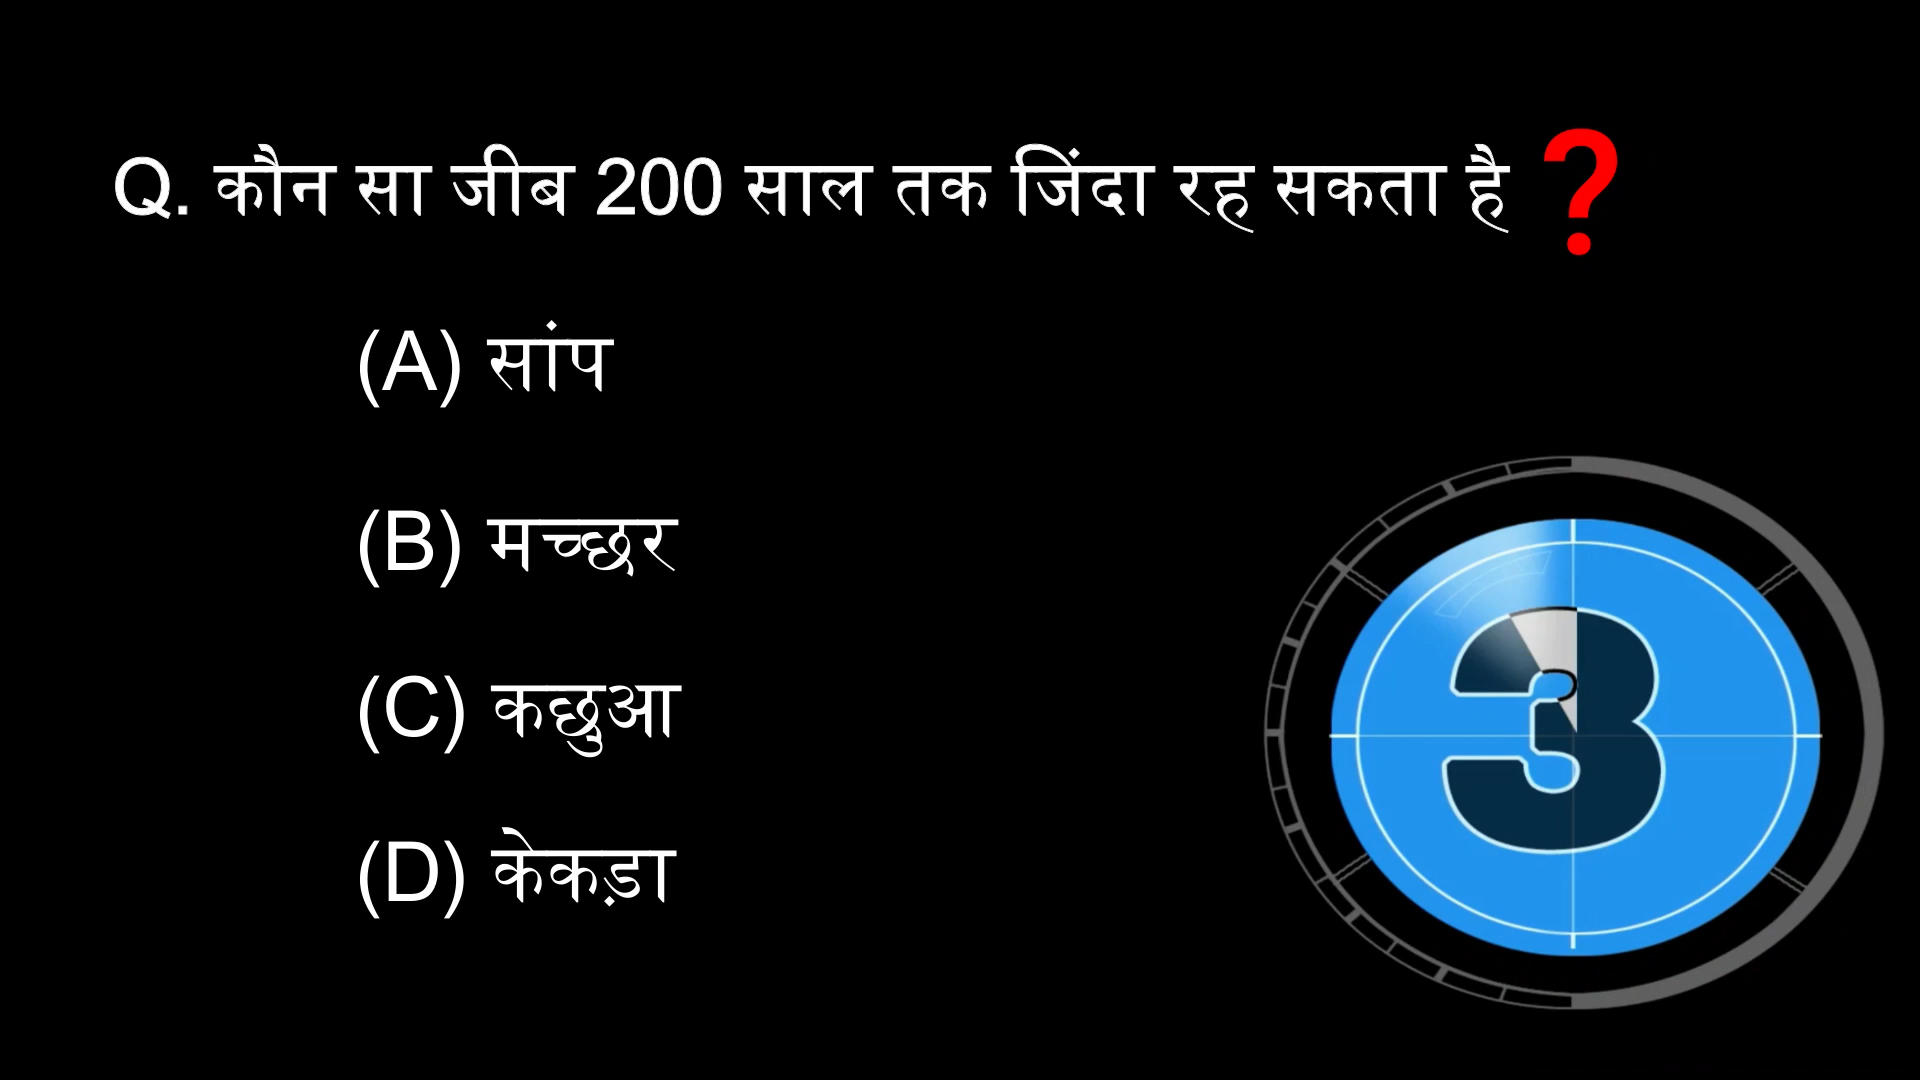 Q. कौन सा जीब 200 साल तक जिंदा रह सकता है ?
(A) सांप
(B) मच्छर
(C) कछुआ
(D) केकड़ा
3